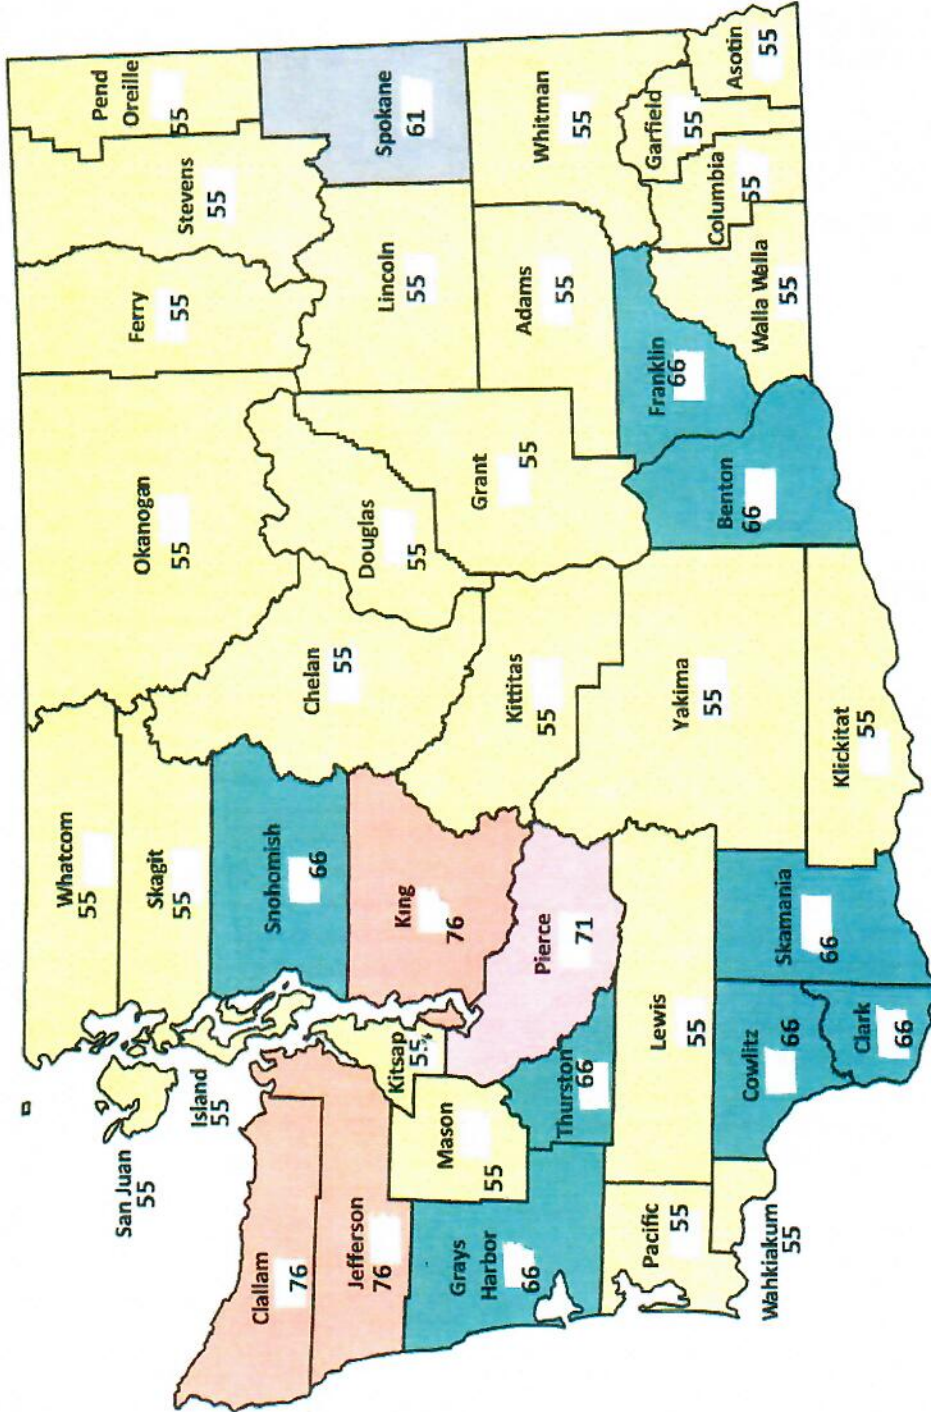 Whatcom
55
San Juan
55
Skagit
55
Island
55
Okanogan
55
Ferry
55
Stevens
55
Pend
Oreille
55
Clallam
76
Snohomish
66
Chelan
55
Douglas
55
Jefferson
76
Kitsap
55
King
76
Lincoln
55
Spokane
61
Grays
Harbor
66
Mason
55
Kittitas
55
Grant
55
Adams
55
Whitman
55
Pierce
71
Thurston
66
Pacific
55
Lewis
55
Yakima
55
Franklin
66
Garfield
55
Columbia
55
Asotin
55
Benton
66
Walla Walla
55
Wahkiakum
55
Cowlitz
66
Skamania
66
Clark
66
Klickitat
55